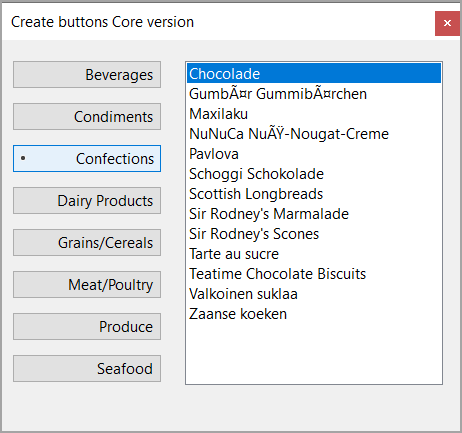 Create buttons Core version
Beverages
Condiments
Confections
Dairy Products
Grains/Cereals
Meat/Poultry
Produce
Seafood
Chocolade
GumbÃ¤r GummibÃ¤rchen
Maxilaku
NuNuCa NuÃŸ-Nougat-Creme
Pavlova
Schoggi Schokolade
Scottish Longbreads
Sir Rodney's Marmalade
Sir Rodney's Scones
Tarte au sucre
Teatime Chocolate Biscuits
Valkoinen suklaa
Zaanse koeken